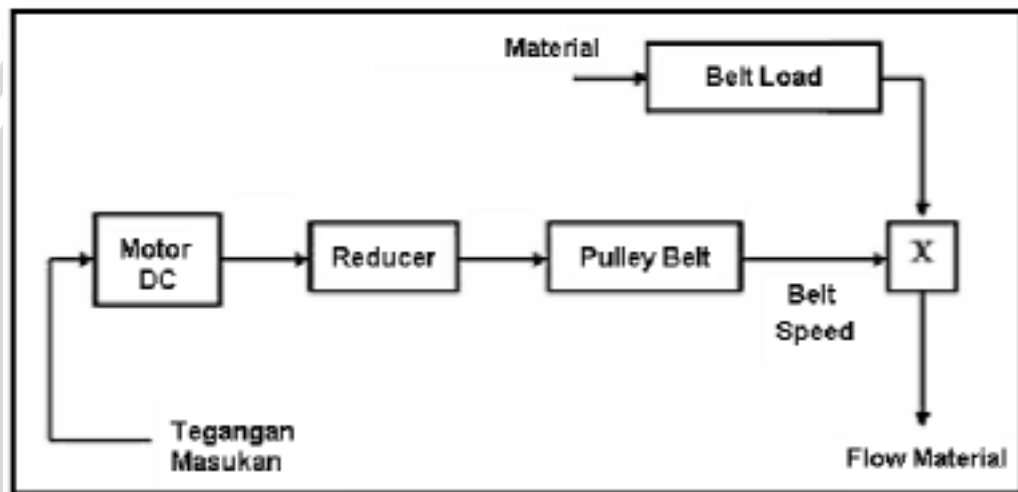 Material
Belt Load
Motor
DC
Reducer
Pulley Belt
X
Belt
Speed
Tegangan
Masukan
Flow Material